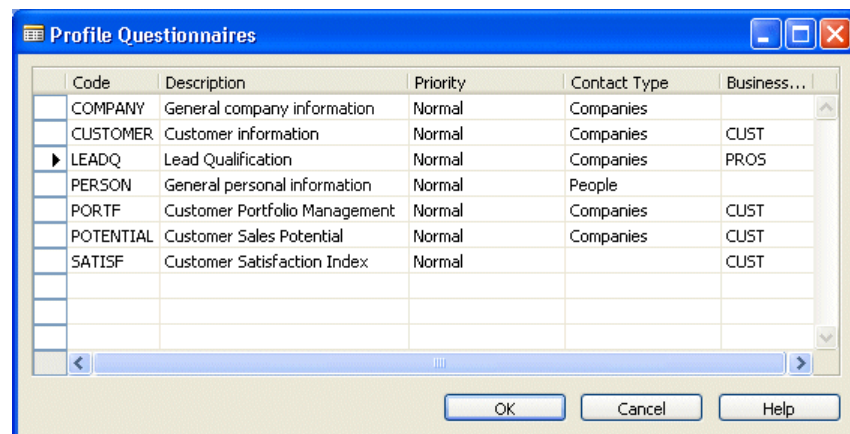 Profile Questionnaires
Code Description Priority Contact Type Business...
COMPANY General company information Normal Companies
CUSTOMER Customer information Normal Companies CUST
LEADQ Lead Qualification Normal Companies PROS
PERSON General personal information Normal People
PORTF Customer Portfolio Management Normal Companies CUST
POTENTIAL Customer Sales Potential Normal Companies CUST
SATISF Customer Satisfaction Index Normal CUST
OK Cancel Help